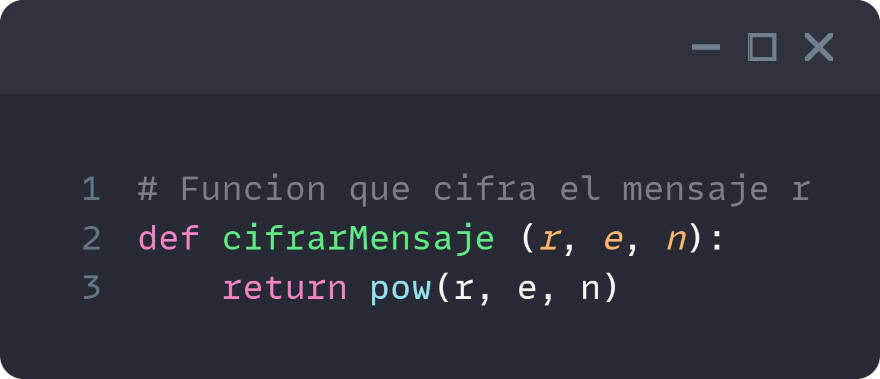 1 # Funcion que cifra el mensaje r
2 def cifrarMensaje (r, e, n):
3     return pow(r, e, n)